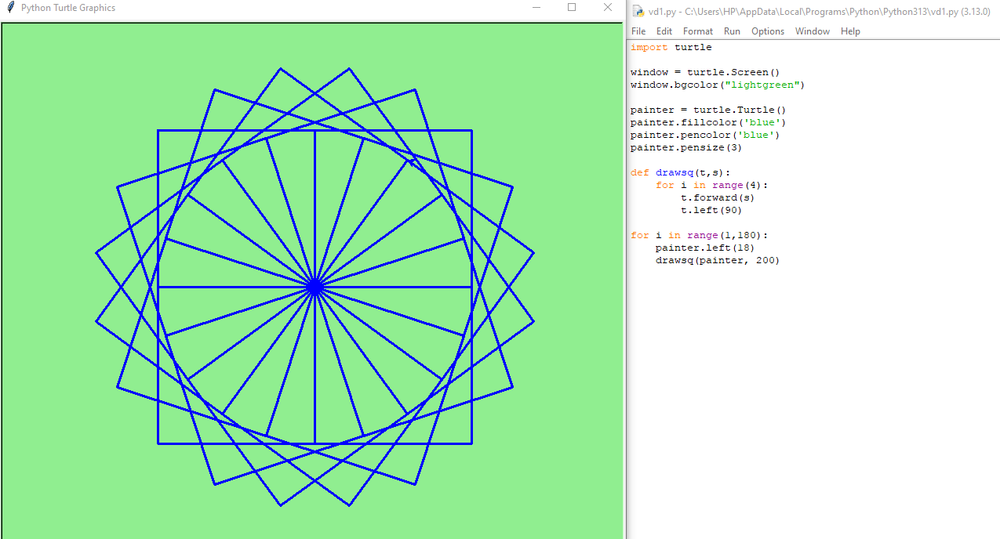 Python Turtle Graphics
vd1.py - C:\Users\HP\AppData\Local\Programs\Python\Python313\vd1.py (3.13.0)
File Edit Format Run Options Window Help
import turtle
window = turtle.Screen()
window.bgcolor("lightgreen")
painter = turtle.Turtle()
painter.fillcolor('blue')
painter.pencolor('blue')
painter.pensize(3)
def drawsq(t,s):
    for i in range(4):
        t.forward(s)
        t.left(90)
for i in range(1,180):
    painter.left(18)
    drawsq(painter, 200)